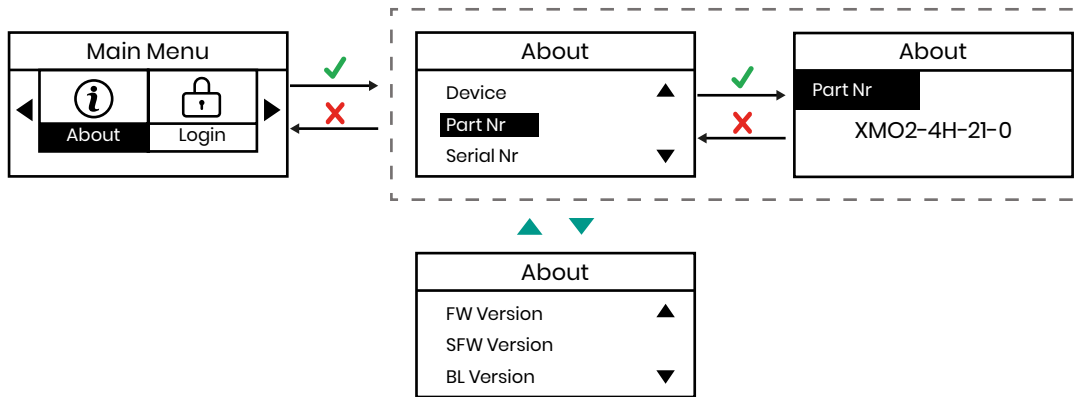 Main Menu
About
Login
About
Device
Part Nr
Serial Nr
About
Part Nr
XMO2-4H-21-0
About
FW Version
SFW Version
BL Version